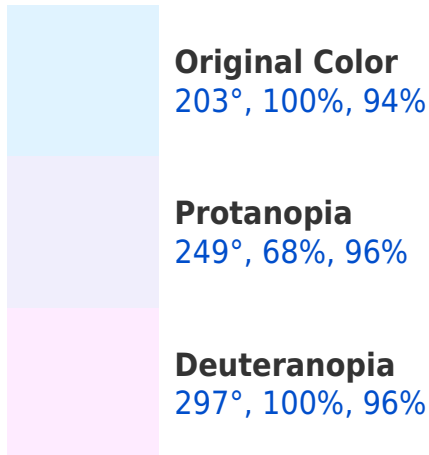 Original Color
203°, 100%, 94%
Protanopia
249°, 68%, 96%
Deuteranopia
297°, 100%, 96%